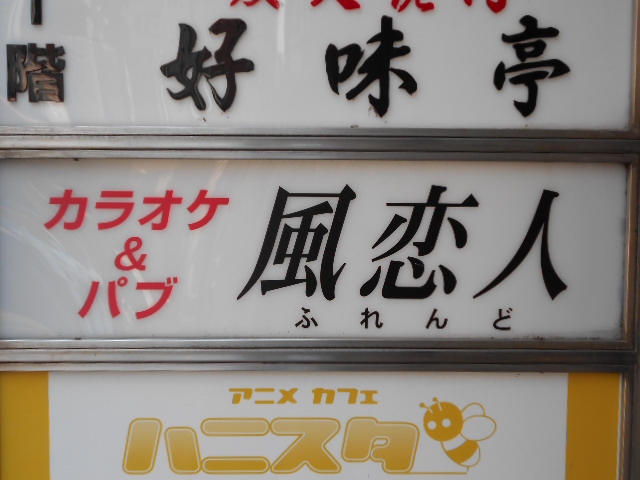 階
好味亭
カラオケ
&
パブ
風恋人
ふれんど
アニメ カフェ
ハニスタ